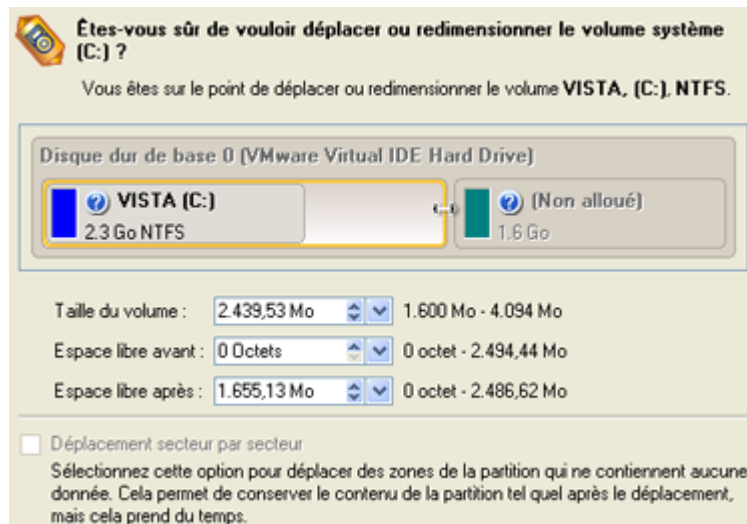 Êtes-vous sûr de vouloir déplacer ou redimensionner le volume système
(C:) ?
Vous êtes sur le point de déplacer ou redimensionner le volume VISTA, (C:), NTFS.
Disque dur de base 0 (VMware Virtual IDE Hard Drive)
VISTA (C:)
2.3 Go NTFS
(Non alloué)
1.6 Go
Taille du volume : 2.439,53 Mo 1.600 Mo - 4.094 Mo
Espace libre avant : 0 Octets 0 octet - 2.494,44 Mo
Espace libre après : 1.655,13 Mo 0 octet - 2.486,62 Mo
Déplacement secteur par secteur
Sélectionnez cette option pour déplacer des zones de la partition qui ne contiennent aucune
donnée. Cela permet de conserver le contenu de la partition tel quel après le déplacement,
mais cela prend du temps.